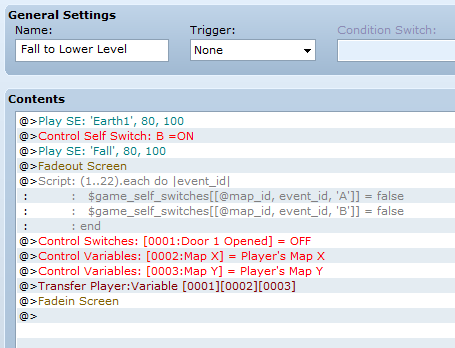 General Settings
Name: Trigger: Condition Switch:
Fall to Lower Level None
Contents
@>Play SE: 'Earth1', 80, 100
@>Control Self Switch: B =ON
@>Play SE: 'Fall', 80, 100
@>Fadeout Screen
@>Script: (1..22).each do |event_id|
: : $game_self_switches[[@map_id, event_id, 'A']] = false
: : $game_self_switches[[@map_id, event_id, 'B']] = false
: : end
@>Control Switches: [0001:Door 1 Opened] = OFF
@>Control Variables: [0002:Map X] = Player's Map X
@>Control Variables: [0003:Map Y] = Player's Map Y
@>Transfer Player:Variable [0001][0002][0003]
@>Fadein Screen
@>